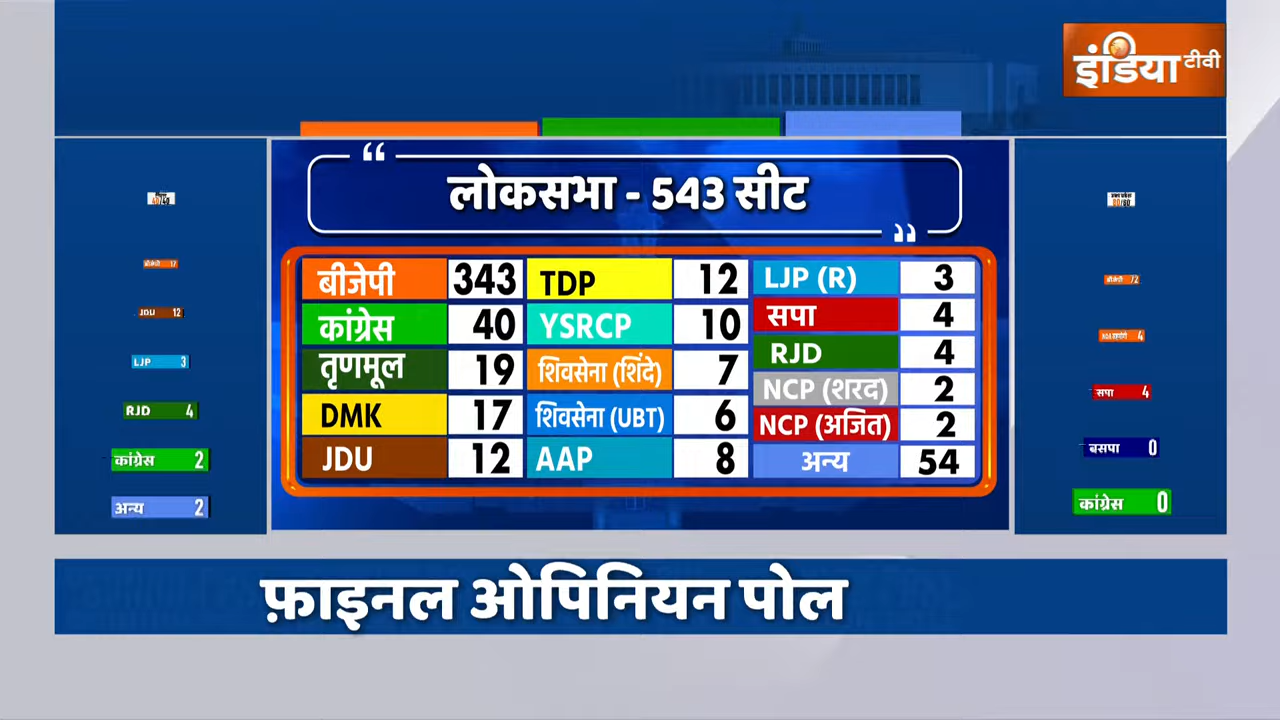 इंडिया टीवी
लोकसभा - 543 सीट
बीजेपी 343
कांग्रेस 40
तृणमूल 19
DMK 17
JDU 12
TDP 12
YSRCP 10
शिवसेना (शिंदे) 7
शिवसेना (UBT) 6
AAP 8
LJP (R) 3
सपा 4
RJD 4
NCP (शरद) 2
NCP (अजित) 2
अन्य 54
बीजेपी 17
JDU 12
LJP 3
RJD 4
कांग्रेस 2
अन्य 2
सपा 4
बसपा 0
कांग्रेस 0
फ़ाइनल ओपिनियन पोल